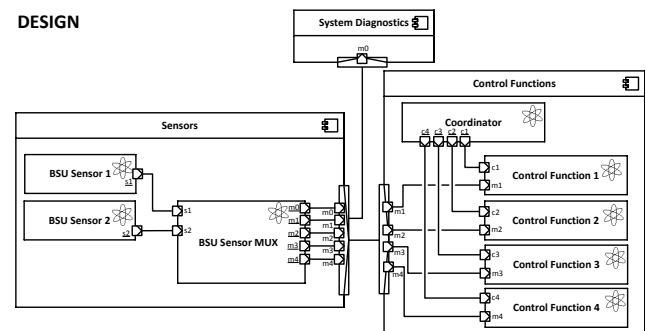 DESIGN
System Diagnostics
m0
Control Functions
Sensors
Coordinator
c4 c3 c2 c1
BSU Sensor 1
s1
BSU Sensor 2
s2
s1
s2
BSU Sensor MUX
m0
m1
m2
m3
m4
m0
m1
m2
m3
m4
m1
m2
m3
m4
c1
m1
Control Function 1
c2
m2
Control Function 2
c3
m3
Control Function 3
c4
m4
Control Function 4